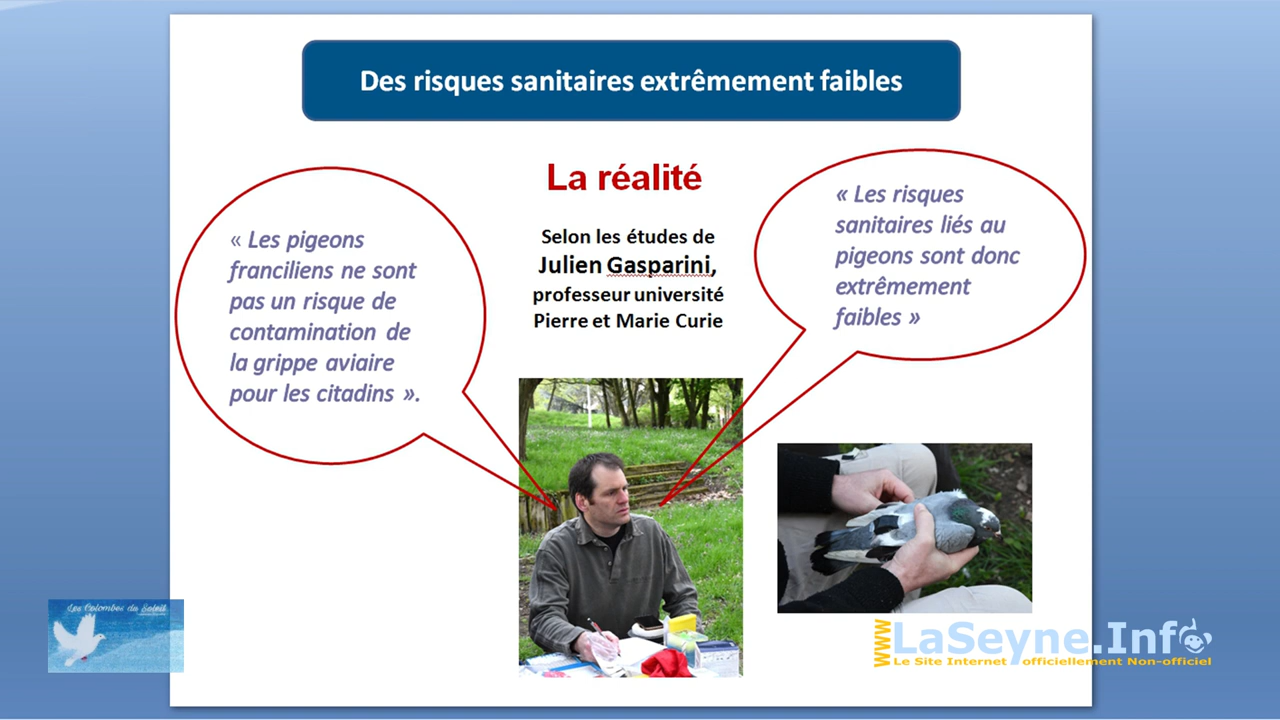 Des risques sanitaires extrêmement faibles
La réalité
Selon les études de
Julien Gasparini,
professeur université
Pierre et Marie Curie
« Les pigeons
franciliens ne sont
pas un risque de
contamination de
la grippe aviaire
pour les citadins ».
« Les risques
sanitaires liés au
pigeons sont donc
extrêmement
faibles »
Les Colombes du Soleil
WWW.LaSeyne.Info
Le Site Internet officiellement Non-officiel